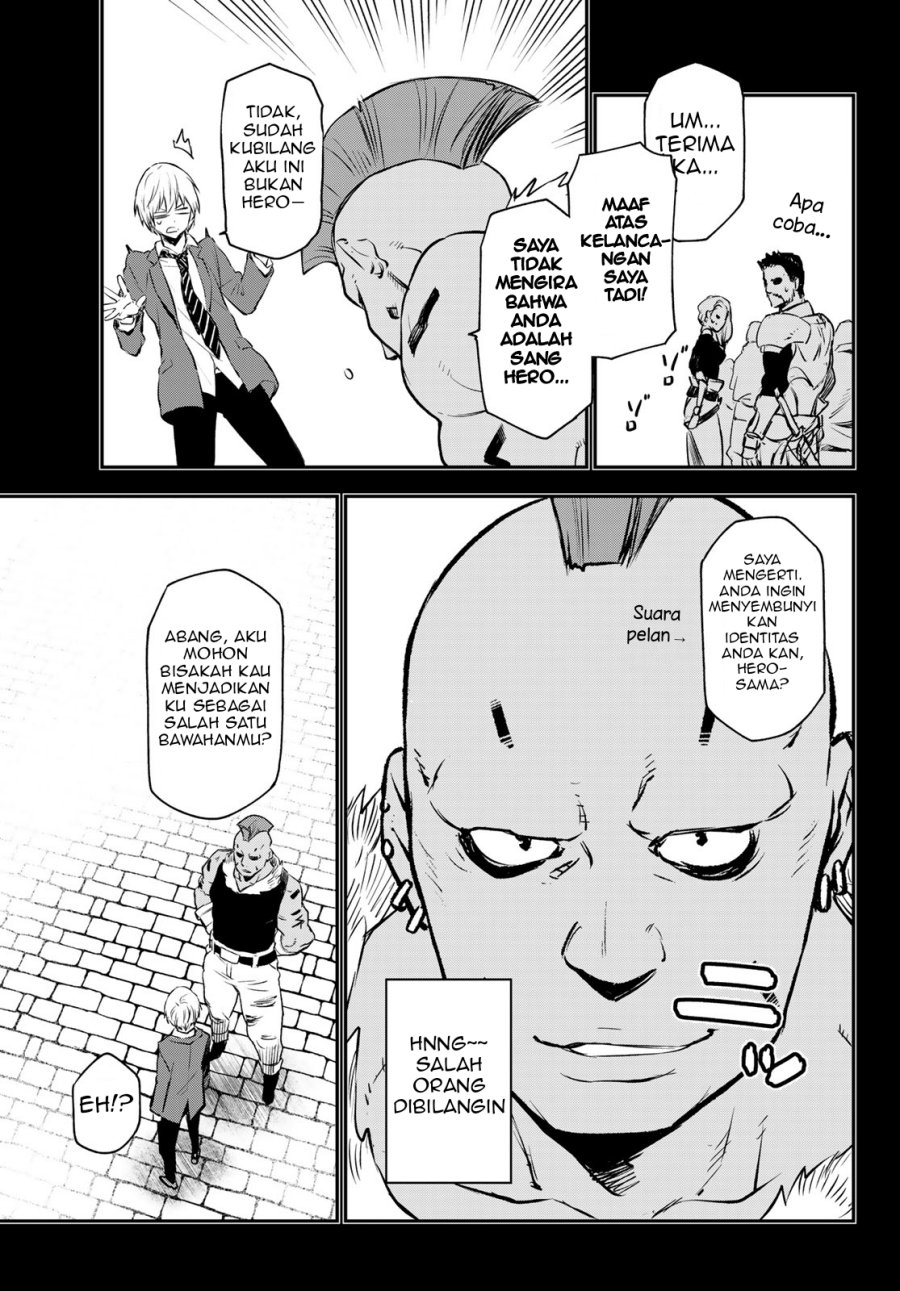 UM...
TERIMA
KA...
Apa
coba...
MAAF
ATAS
KELANCA-
NGAN
SAYA
TADI!
SAYA
TIDAK
MENGIRA
BAHWA
ANDA
ADALAH
SANG
HERO...
TIDAK,
SUDAH
KUBILANG
AKU INI
BUKAN
HERO-
SAYA
MENGERTI.
ANDA INGIN
MENYEMBUNYI
KAN
IDENTITAS
ANDA KAN,
HERO-
SAMA?
Suara
pelan→
HNNG~~
SALAH
ORANG
DIBILANGIN
ABANG, AKU
MOHON
BISAKAH KAU
MENJADIKAN
KU SEBAGAI
SALAH SATU
BAWAHANMU?
EH!?